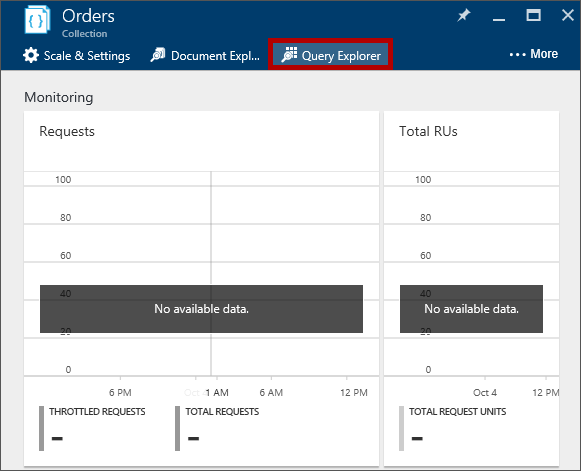 Orders
Collection
Scale & Settings Document Expl... Query Explorer ... More
Monitoring
Requests
100
80
60
40
20
0
No available data.
6 PM Oct 4 1 AM 6 AM 12 PM
THROTTLED REQUESTS TOTAL REQUESTS
-- --
Total RUs
100
80
60
40
20
0
No available data.
Oct 4 12 PM
TOTAL REQUEST UNITS
--